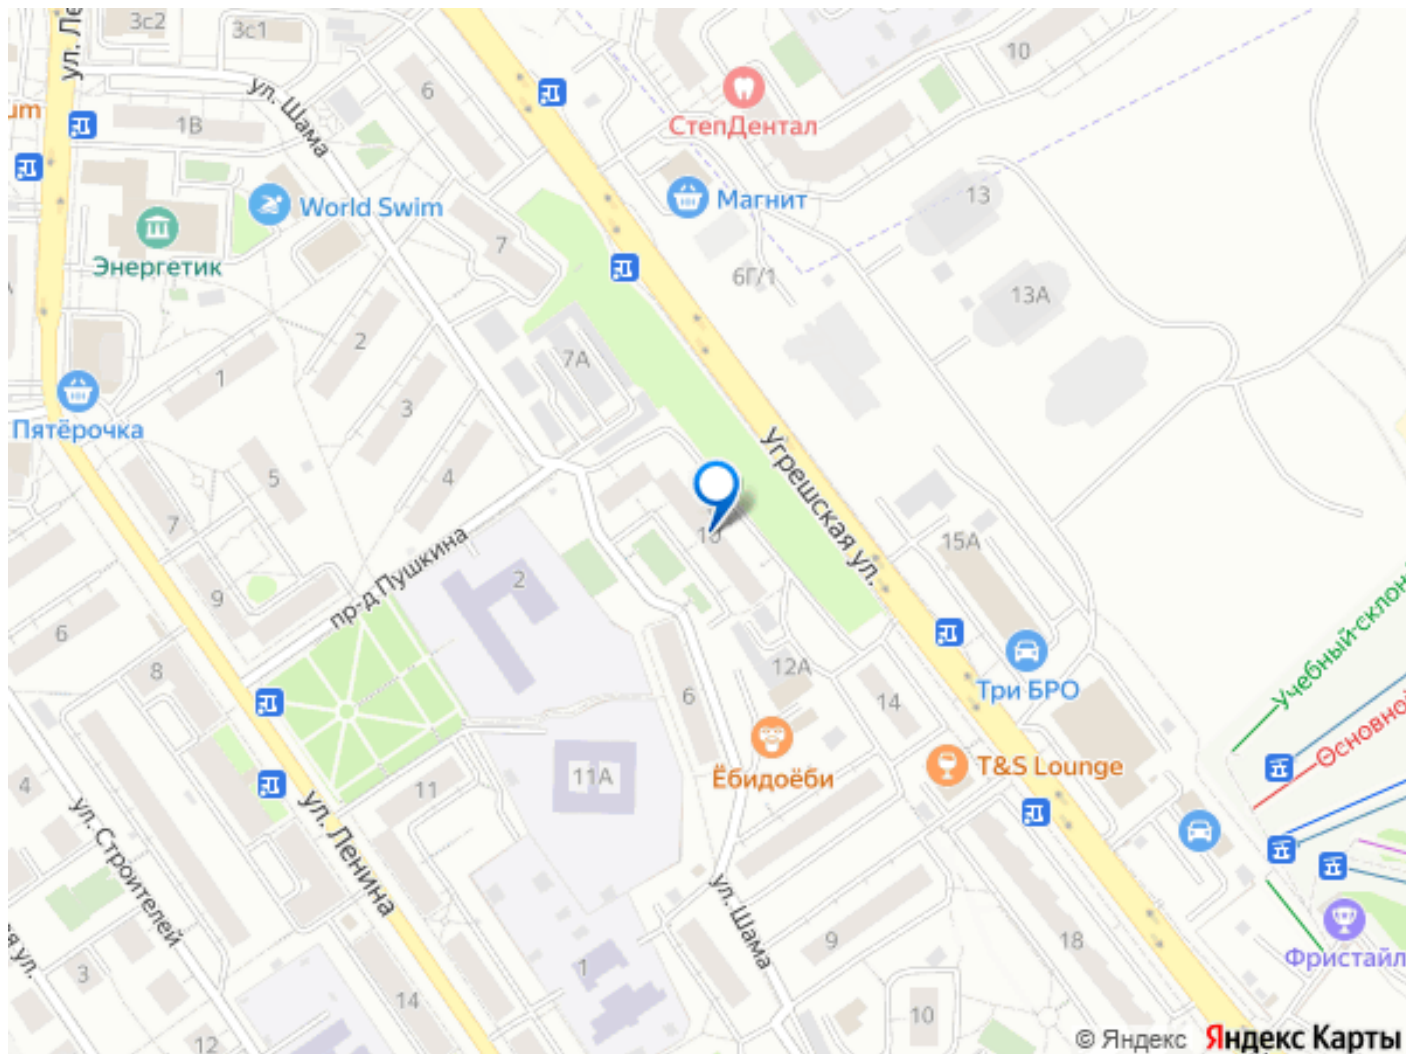 ул. Ле
3с2
3с1
6
10
СтепДентал
um
1В
ул. Шама
World Swim
Магнит
13
7
Энергетик
6Г/1
13А
2
7А
1
3
Пятёрочка
Угрешская ул.
5
4
7
15А
пр-д Пушкина
2
9
6
8
12А
6
14
Три БРО
Учебный склон
Основной
T&S Lounge
Ёбидоёби
11А
4
11
ул. Строителей
ул. Ленина
ул. Шама
9
18
Фристайл
я ул.
3
1
14
10
12
© Яндекс Яндекс Карты